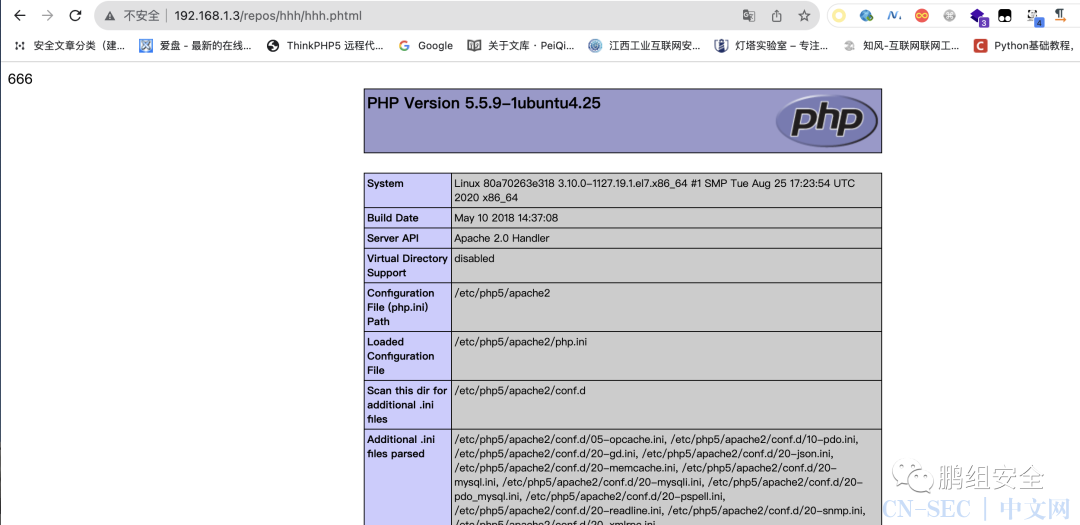 不安全 | 192.168.1.3/repos/hhh/hhh.phtml
3
4
安全文章分类（建... 爱盘 - 最新的在线... ThinkPHP5 远程代... Google 关于文库 · PeiQi... 江西工业互联网安... 灯塔实验室 – 专注... 知风-互联网联网工... Python基础教程,
666
PHP Version 5.5.9-1ubuntu4.25
php
System Linux 80a70263e318 3.10.0-1127.19.1.el7.x86_64 #1 SMP Tue Aug 25 17:23:54 UTC
2020 x86_64
Build Date May 10 2018 14:37:08
Server API Apache 2.0 Handler
Virtual Directory disabled
Support
Configuration /etc/php5/apache2
File (php.ini)
Path
Loaded /etc/php5/apache2/php.ini
Configuration
File
Scan this dir for /etc/php5/apache2/conf.d
additional .ini
files
Additional .ini /etc/php5/apache2/conf.d/05-opcache.ini, /etc/php5/apache2/conf.d/10-pdo.ini,
files parsed /etc/php5/apache2/conf.d/20-gd.ini, /etc/php5/apache2/conf.d/20-json.ini,
/etc/php5/apache2/conf.d/20-memcache.ini, /etc/php5/apache2/conf.d/20-
mysql.ini, /etc/php5/apache2/conf.d/20-mysqli.ini, /etc/php5/apache2/conf.d/20-
pdo_mysql.ini, /etc/php5/apache2/conf.d/20-pspell.ini,
/etc/php5/apache2/conf.d/20-readline.ini, /etc/php5/apache2/conf.d/20-snmp.ini,
/etc/php5/apache2/conf.d/20-xmlrpc.ini
鹏组安全
CN-SEC | 中文网